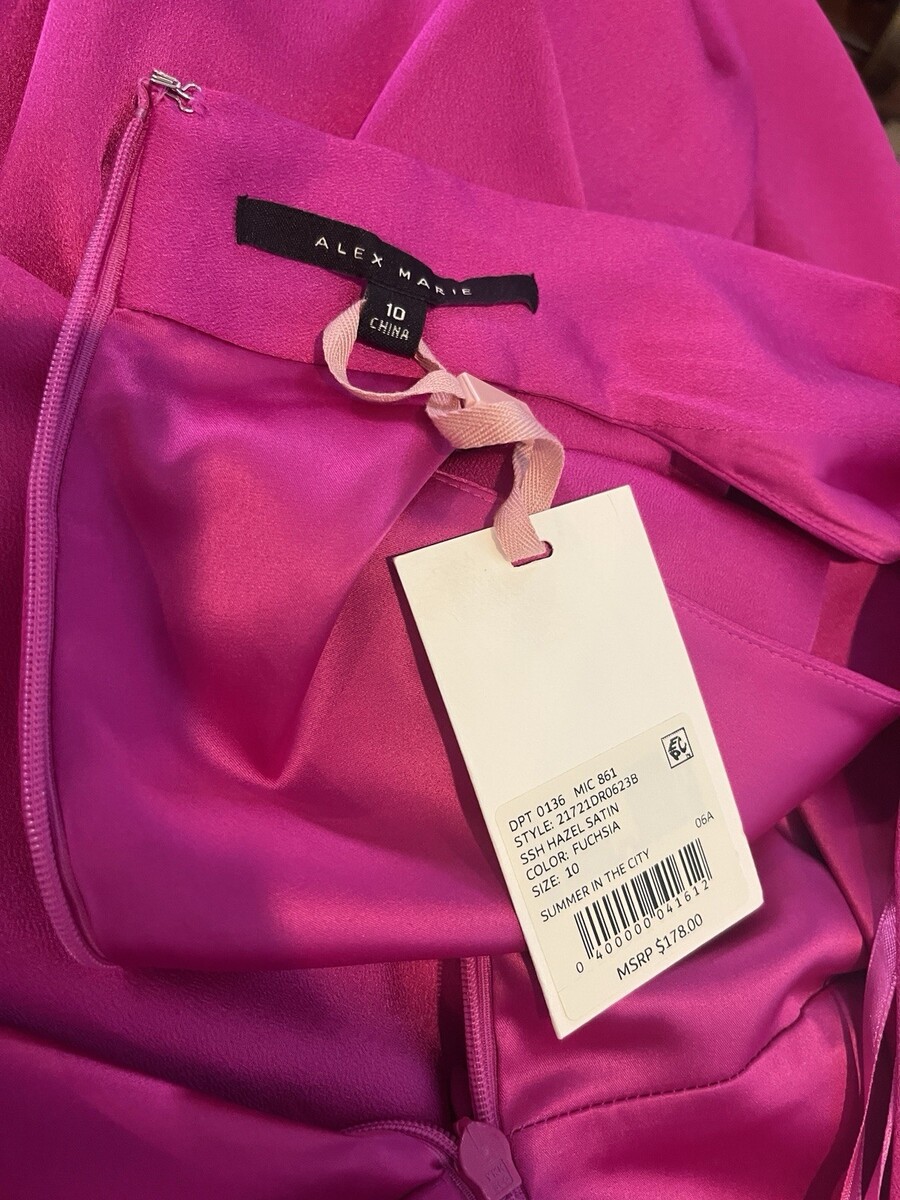 ALEX MARIE
10
CHINA
DPT 0136 MIC 861
STYLE: 21721DR0623B
SSH HAZEL SATIN
COLOR: FUCHSIA
SIZE: 10
06A
SUMMER IN THE CITY
0 400000 041612
MSRP $178.00